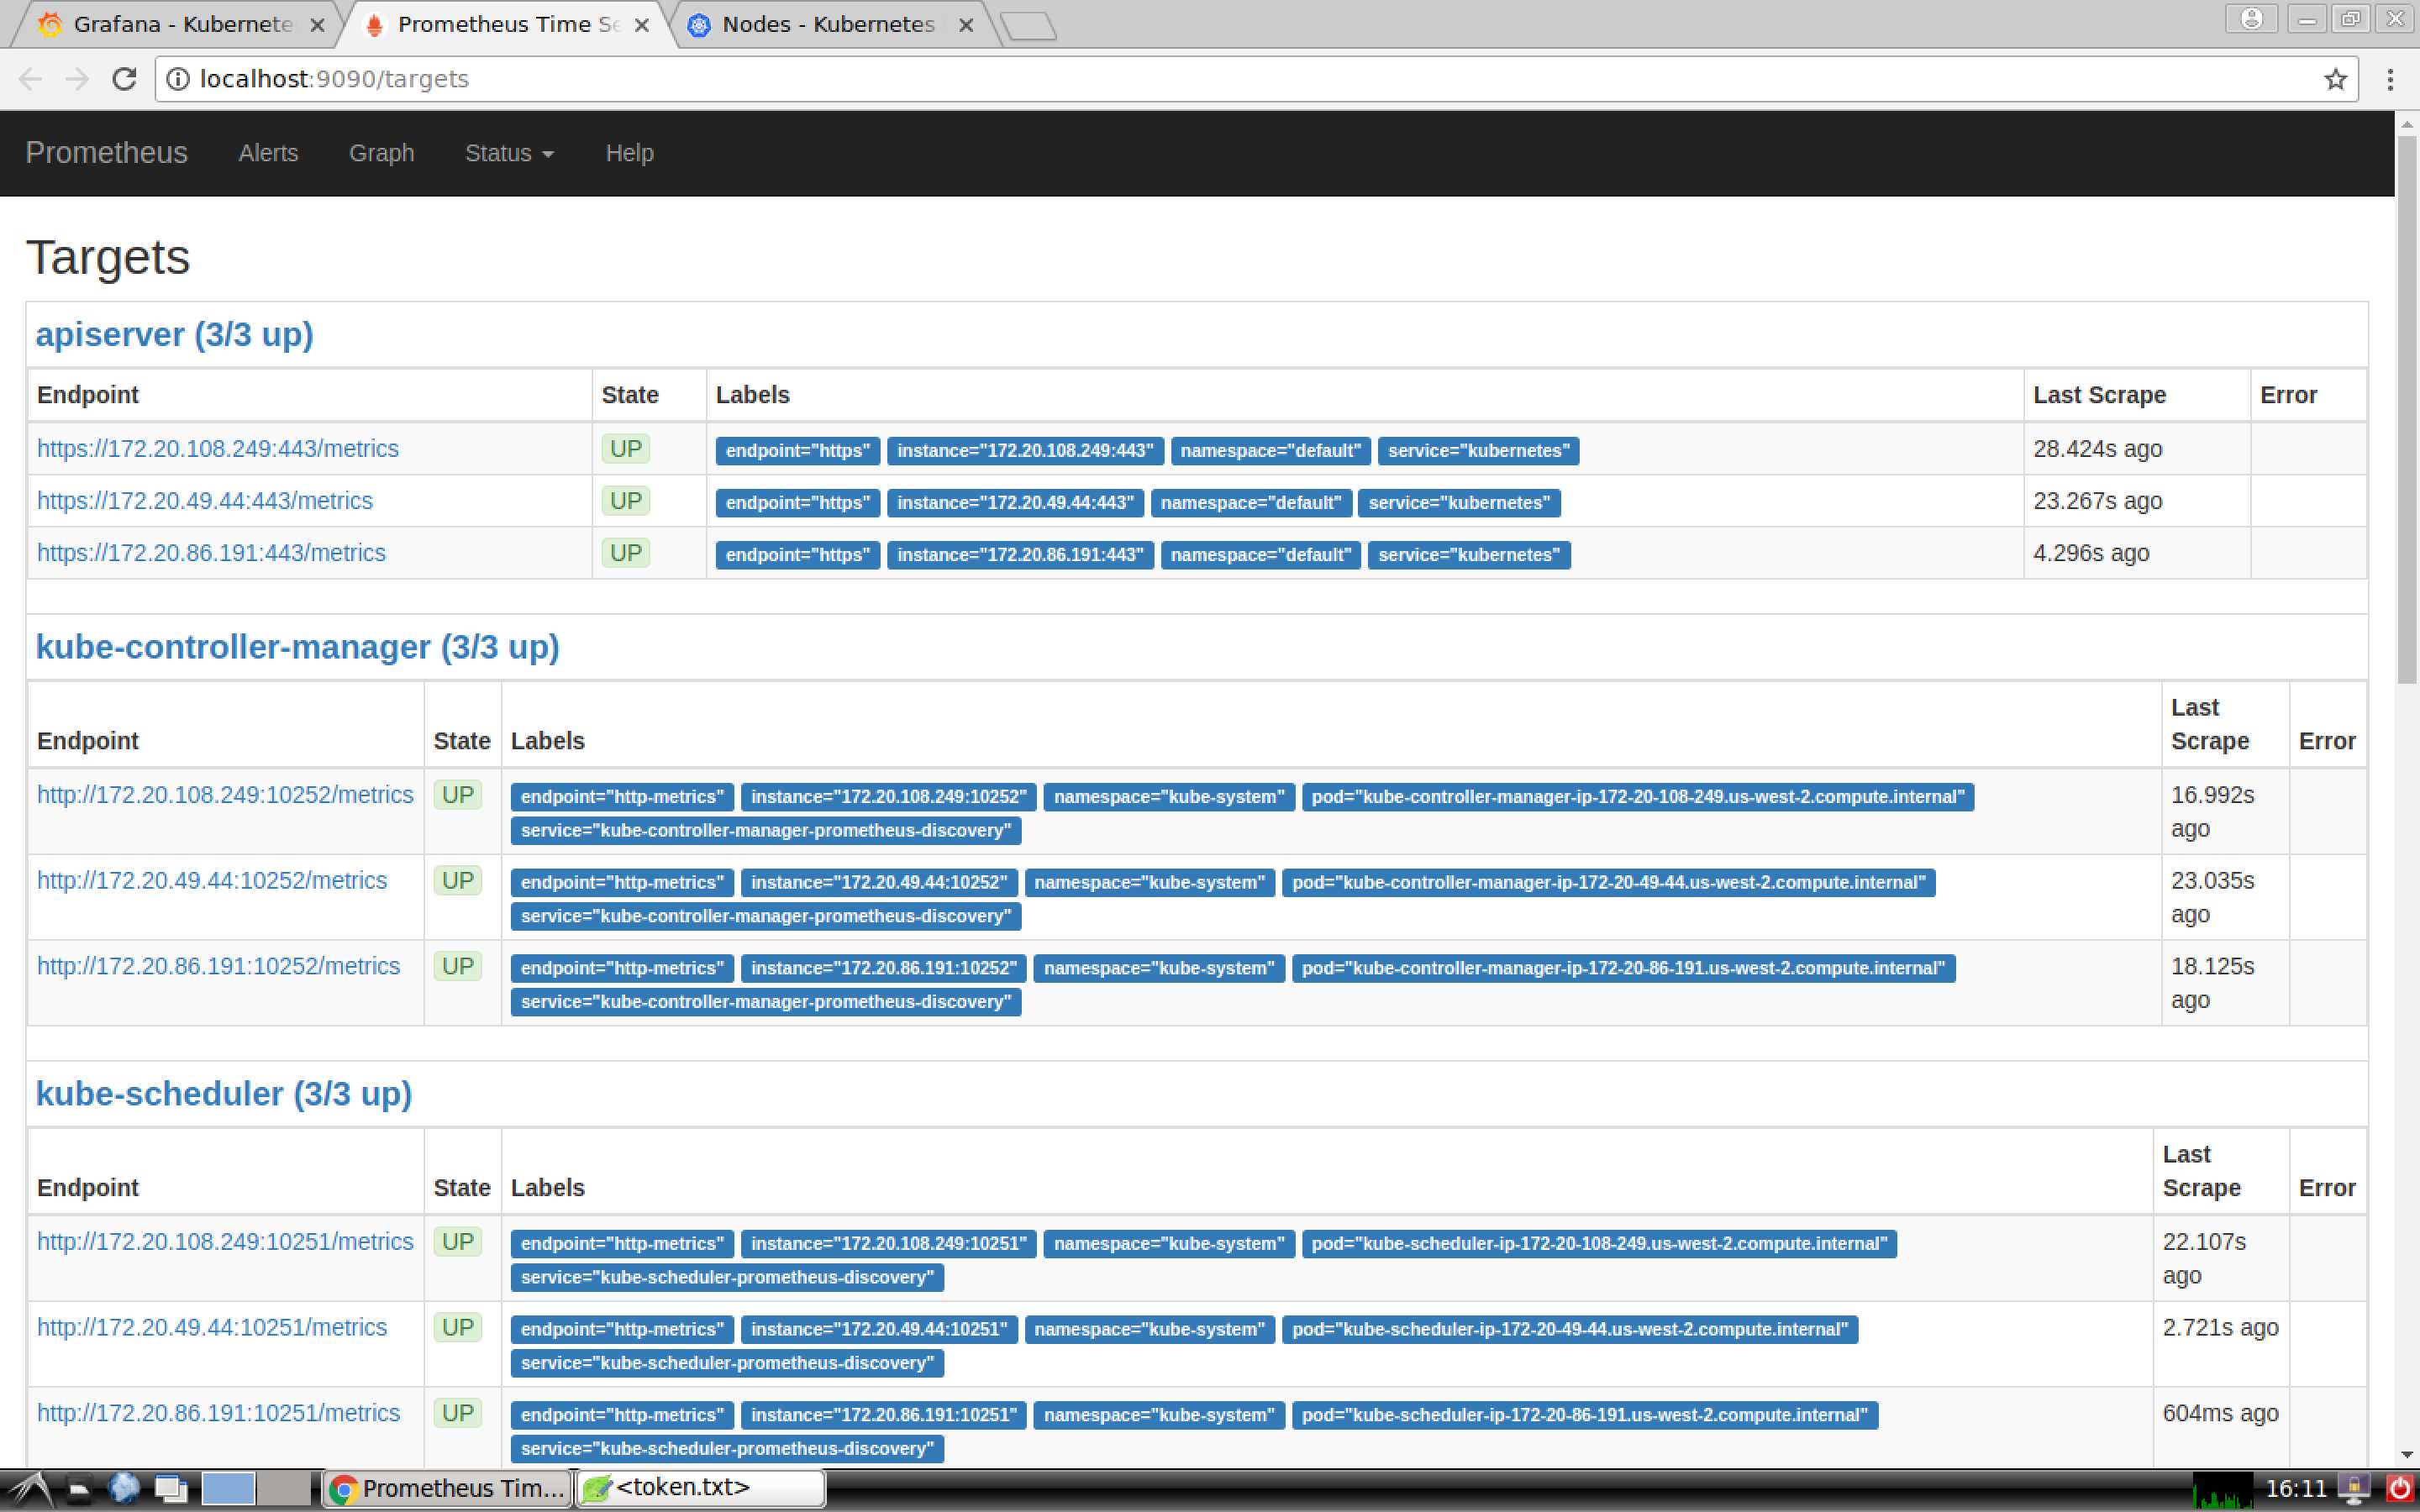 Grafana - Kubernete
Prometheus Time Se
Nodes - Kubernetes
localhost:9090/targets
Prometheus Alerts Graph Status Help
Targets
apiserver (3/3 up)
Endpoint State Labels Last Scrape Error
https://172.20.108.249:443/metrics UP endpoint="https" instance="172.20.108.249:443" namespace="default" service="kubernetes" 28.424s ago
https://172.20.49.44:443/metrics UP endpoint="https" instance="172.20.49.44:443" namespace="default" service="kubernetes" 23.267s ago
https://172.20.86.191:443/metrics UP endpoint="https" instance="172.20.86.191:443" namespace="default" service="kubernetes" 4.296s ago
kube-controller-manager (3/3 up)
Last
Endpoint State Labels Scrape Error
http://172.20.108.249:10252/metrics UP endpoint="http-metrics" instance="172.20.108.249:10252" namespace="kube-system" pod="kube-controller-manager-ip-172-20-108-249.us-west-2.compute.internal" 16.992s
service="kube-controller-manager-prometheus-discovery" ago
http://172.20.49.44:10252/metrics UP endpoint="http-metrics" instance="172.20.49.44:10252" namespace="kube-system" pod="kube-controller-manager-ip-172-20-49-44.us-west-2.compute.internal" 23.035s
service="kube-controller-manager-prometheus-discovery" ago
http://172.20.86.191:10252/metrics UP endpoint="http-metrics" instance="172.20.86.191:10252" namespace="kube-system" pod="kube-controller-manager-ip-172-20-86-191.us-west-2.compute.internal" 18.125s
service="kube-controller-manager-prometheus-discovery" ago
kube-scheduler (3/3 up)
Last
Endpoint State Labels Scrape Error
http://172.20.108.249:10251/metrics UP endpoint="http-metrics" instance="172.20.108.249:10251" namespace="kube-system" pod="kube-scheduler-ip-172-20-108-249.us-west-2.compute.internal" 22.107s
service="kube-scheduler-prometheus-discovery" ago
http://172.20.49.44:10251/metrics UP endpoint="http-metrics" instance="172.20.49.44:10251" namespace="kube-system" pod="kube-scheduler-ip-172-20-49-44.us-west-2.compute.internal" 2.721s ago
service="kube-scheduler-prometheus-discovery"
http://172.20.86.191:10251/metrics UP endpoint="http-metrics" instance="172.20.86.191:10251" namespace="kube-system" pod="kube-scheduler-ip-172-20-86-191.us-west-2.compute.internal" 604ms ago
service="kube-scheduler-prometheus-discovery"
Prometheus Tim... <token.txt> 16:11